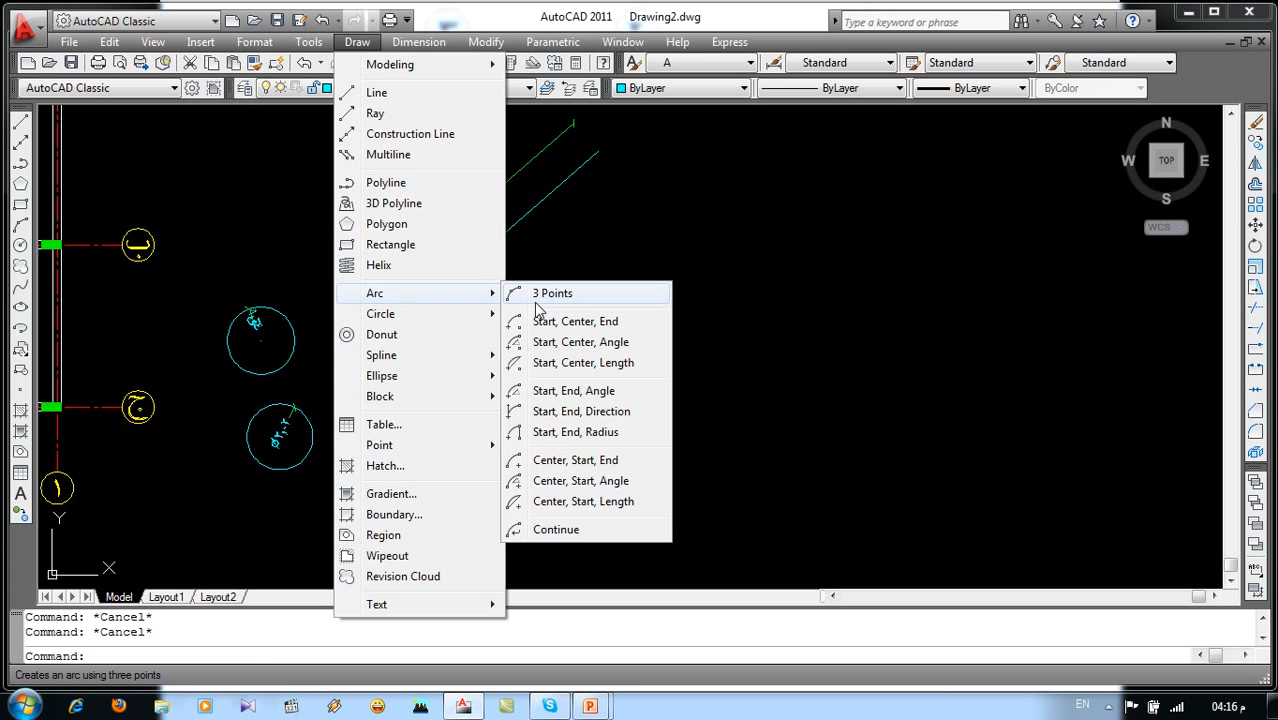 AutoCAD Classic
AutoCAD 2011 Drawing2.dwg
Type a keyword or phrase
File Edit View Insert Format Tools Draw Dimension Modify Parametric Window Help Express
A Standard Standard Standard
AutoCAD Classic ByLayer ByLayer ByLayer ByColor
Modeling
Line
Ray
Construction Line
Multiline
Polyline
3D Polyline
Polygon
Rectangle
Helix
Arc
Circle
Donut
Spline
Ellipse
Block
Table...
Point
Hatch...
Gradient...
Boundary...
Region
Wipeout
Revision Cloud
Text
3 Points
Start, Center, End
Start, Center, Angle
Start, Center, Length
Start, End, Angle
Start, End, Direction
Start, End, Radius
Center, Start, End
Center, Start, Angle
Center, Start, Length
Continue
N
W TOP E
S
WCS
ب
ج
۱
Y
X
A
Model Layout1 Layout2
Command: *Cancel*
Command: *Cancel*
Command:
Creates an arc using three points
EN ۰۴:۱۶ م